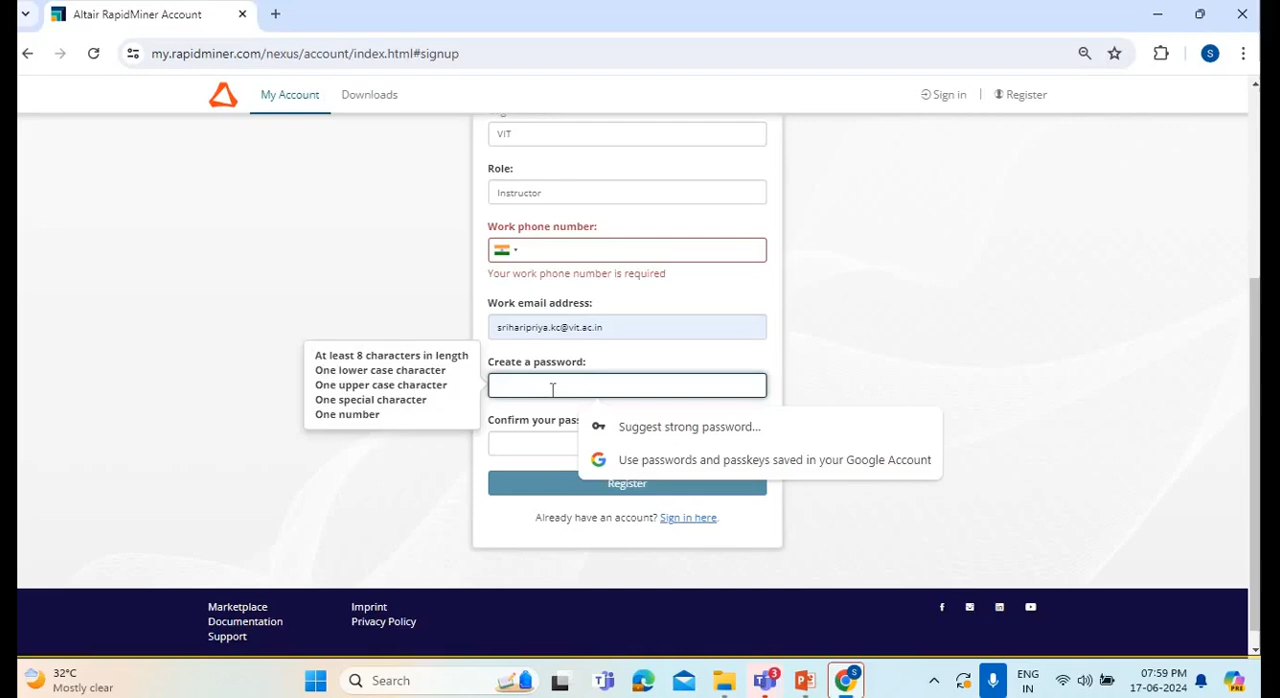 Altair RapidMiner Account
my.rapidminer.com/nexus/account/index.html#signup
S
My Account
Downloads
Sign in
Register
VIT
Role:
Instructor
Work phone number:
Your work phone number is required
Work email address:
sriharipriya.kc@vit.ac.in
At least 8 characters in length
One lower case character
One upper case character
One special character
One number
Create a password:
Suggest strong password...
Use passwords and passkeys saved in your Google Account
Confirm your pass
Register
Already have an account? Sign in here.
Marketplace
Documentation
Support
Imprint
Privacy Policy
32°C
Mostly clear
Search
3
S
ENG
IN
07:59 PM
17-06-2024
PRE